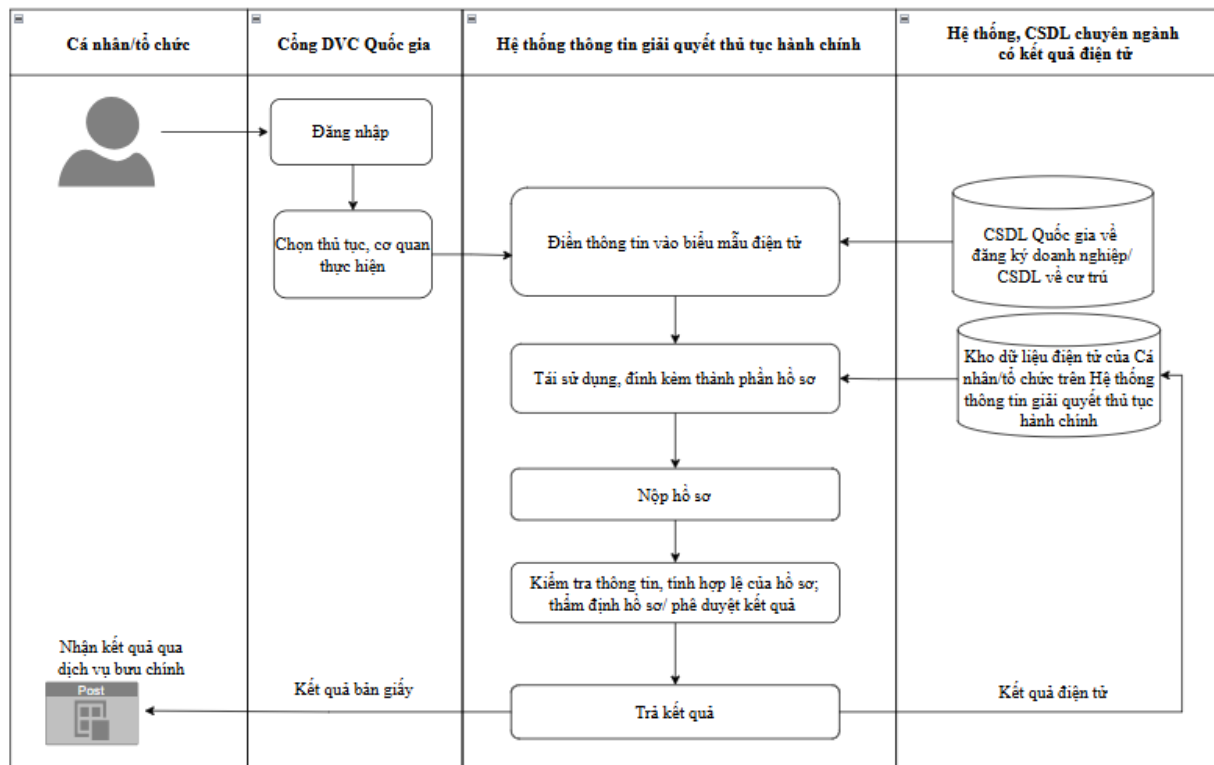 Cá nhân/tổ chức
Cổng DVC Quốc gia
Hệ thống thông tin giải quyết thủ tục hành chính
Hệ thống, CSDL chuyên ngành
có kết quả điện tử
Đăng nhập
Chọn thủ tục, cơ quan
thực hiện
Điền thông tin vào biểu mẫu điện tử
CSDL Quốc gia về
đăng ký doanh nghiệp/
CSDL về cư trú
Tái sử dụng, đính kèm thành phần hồ sơ
Kho dữ liệu điện tử của Cá
nhân/tổ chức trên Hệ thống
thông tin giải quyết thủ tục
hành chính
Nộp hồ sơ
Kiểm tra thông tin, tính hợp lệ của hồ sơ;
thẩm định hồ sơ/ phê duyệt kết quả
Nhận kết quả qua
dịch vụ bưu chính
Post
Kết quả bản giấy
Trả kết quả
Kết quả điện tử